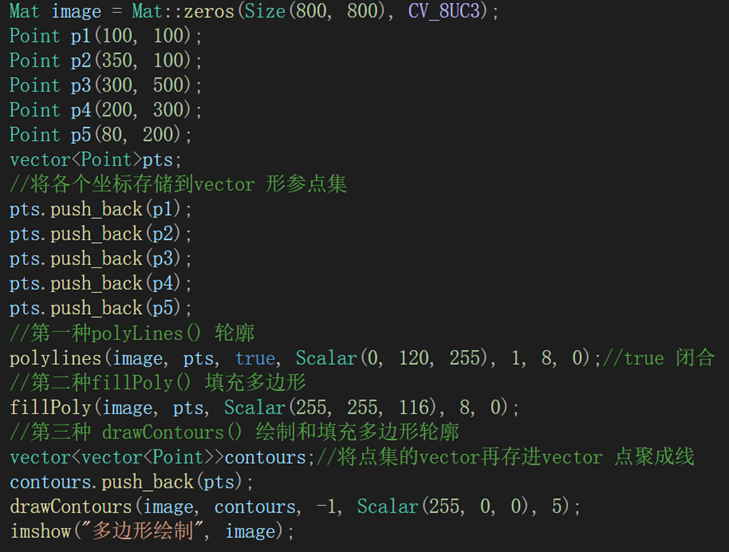 Mat image = Mat::zeros(Size(800, 800), CV_8UC3);
Point p1(100, 100);
Point p2(350, 100);
Point p3(300, 500);
Point p4(200, 300);
Point p5(80, 200);
vector<Point>pts;
//将各个坐标存储到vector 形参点集
pts.push_back(p1);
pts.push_back(p2);
pts.push_back(p3);
pts.push_back(p4);
pts.push_back(p5);
//第一种polyLines() 轮廓
polylines(image, pts, true, Scalar(0, 120, 255), 1, 8, 0);//true 闭合
//第二种fillPoly() 填充多边形
fillPoly(image, pts, Scalar(255, 255, 116), 8, 0);
//第三种 drawContours() 绘制和填充多边形轮廓
vector<vector<Point>>contours;//将点集的vector再存进vector 点聚成线
contours.push_back(pts);
drawContours(image, contours, -1, Scalar(255, 0, 0), 5);
imshow("多边形绘制", image);